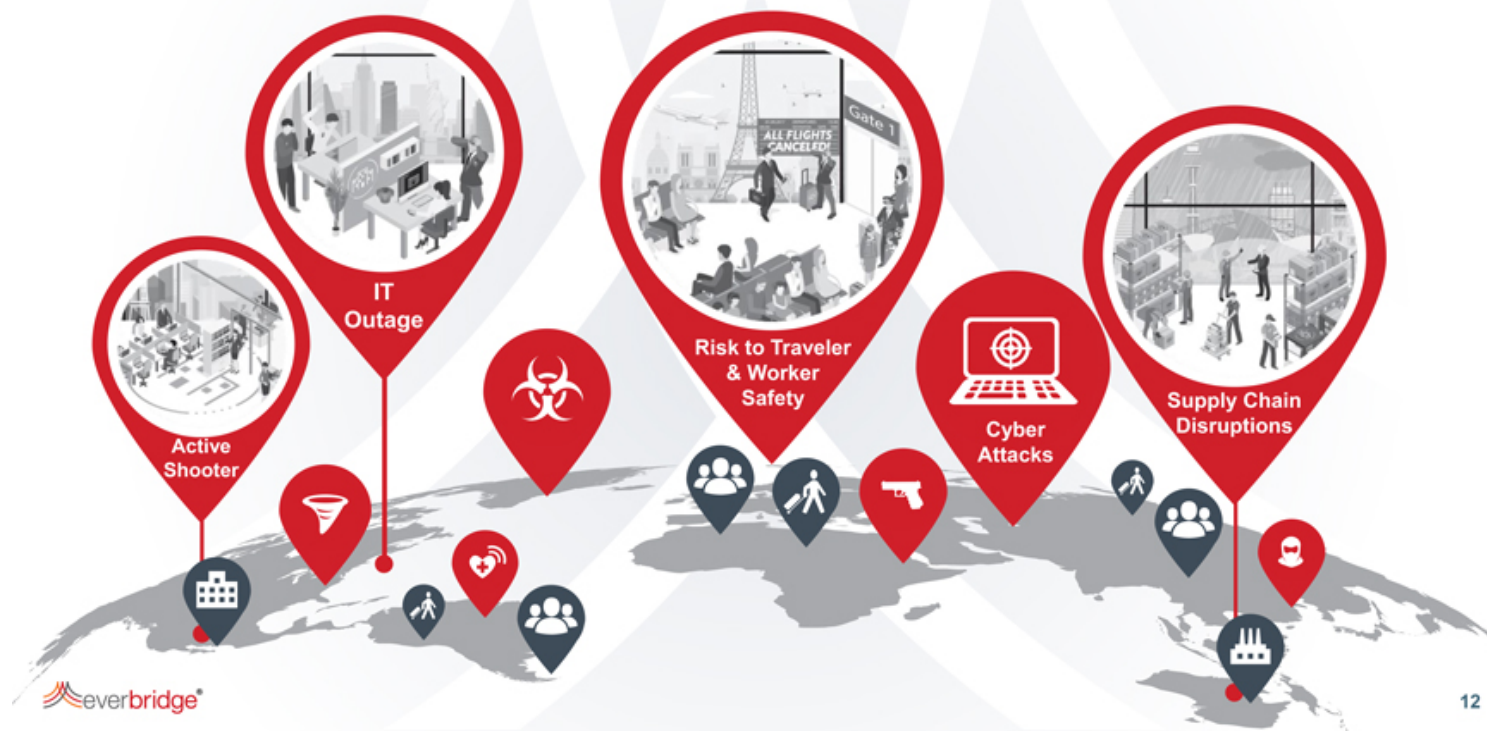 ALL FLIGHTS
CANCELED!
Gate 1
IT
Outage
Risk to Traveler
& Worker
Safety
Active
Shooter
Cyber
Attacks
Supply Chain
Disruptions
everbridge®
12